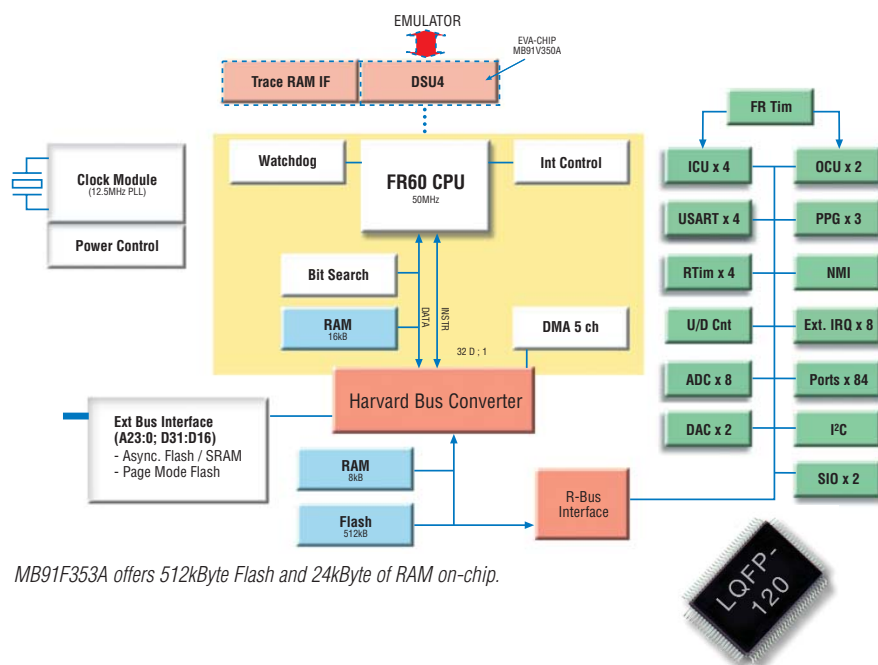 EMULATOR
EVA-CHIP
MB91V350A
Trace RAM IF
DSU4
FR Tim
Watchdog
FR60 CPU
50MHz
Int Control
ICU x 4
OCU x 2
Clock Module
(12.5MHz PLL)
USART x 4
PPG x 3
Power Control
Bit Search
RTim x 4
NMI
DATA
INSTR
RAM
16kB
DMA 5 ch
U/D Cnt
Ext. IRQ x 8
32 D ; 1
Harvard Bus Converter
ADC x 8
Ports x 84
Ext Bus Interface
(A23:0; D31:D16)
- Async. Flash / SRAM
- Page Mode Flash
DAC x 2
I²C
RAM
8kB
SIO x 2
R-Bus
Interface
Flash
512kB
MB91F353A offers 512kByte Flash and 24kByte of RAM on-chip.
LQFP-
120